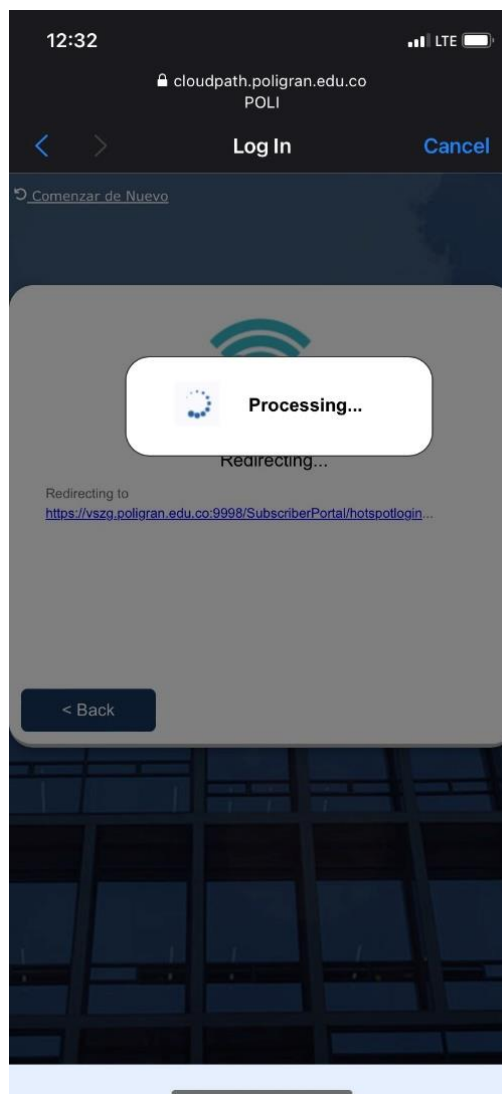 12:32
LTE
cloudpath.poligran.edu.co
POLI
Log In
Cancel
Comenzar de Nuevo
Processing...
Redirecting...
Redirecting to
https://vszg.poligran.edu.co:9998/SubscriberPortal/hotspotlogin...
< Back